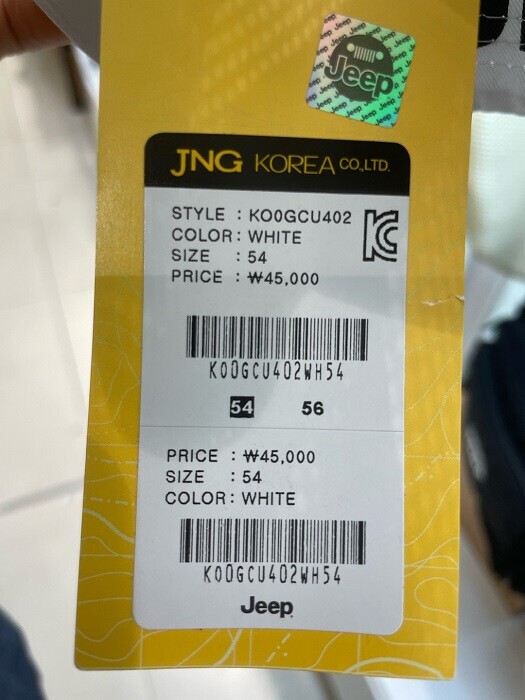 Jeep
JNG KOREA CO.,LTD.
STYLE : KO0GCU402
COLOR : WHITE
SIZE : 54
PRICE : ₩45,000
KO0GCU402WH54
54 56
PRICE : ₩45,000
SIZE : 54
COLOR : WHITE
KO0GCU402WH54
Jeep